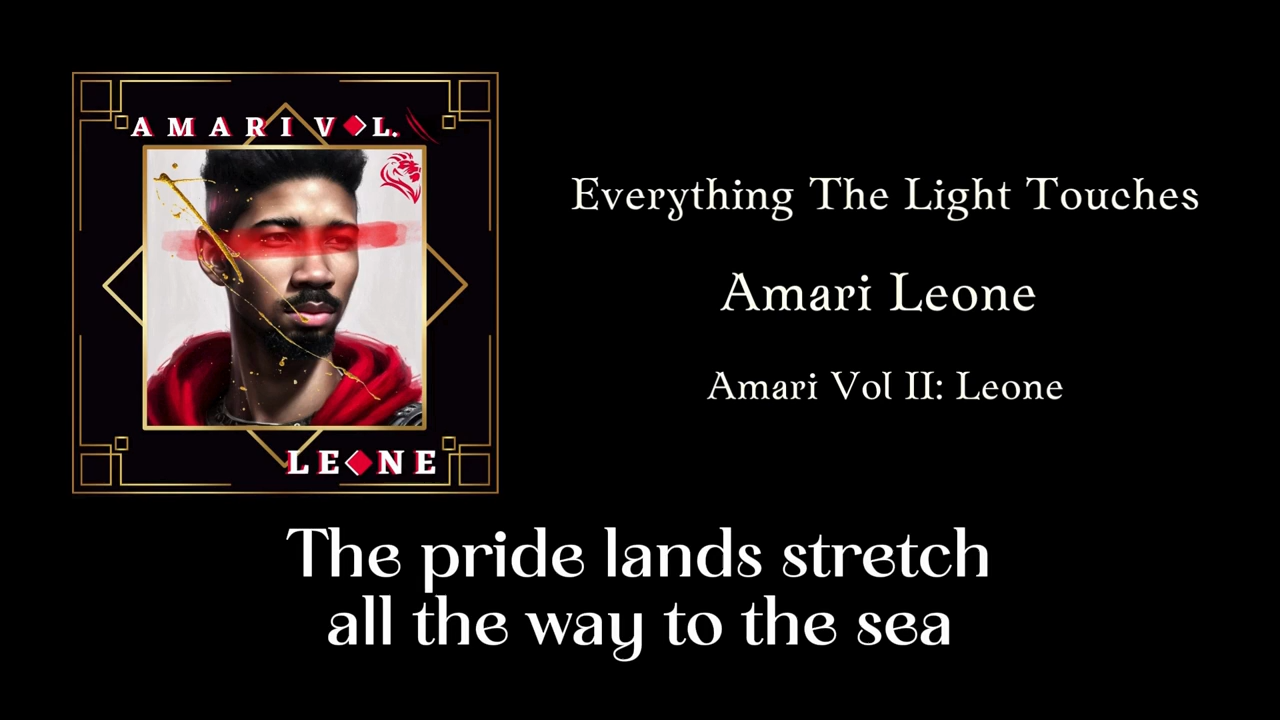 AMARI VOL.
LEONE
Everything The Light Touches
Amari Leone
Amari Vol II: Leone
The pride lands stretch
all the way to the sea